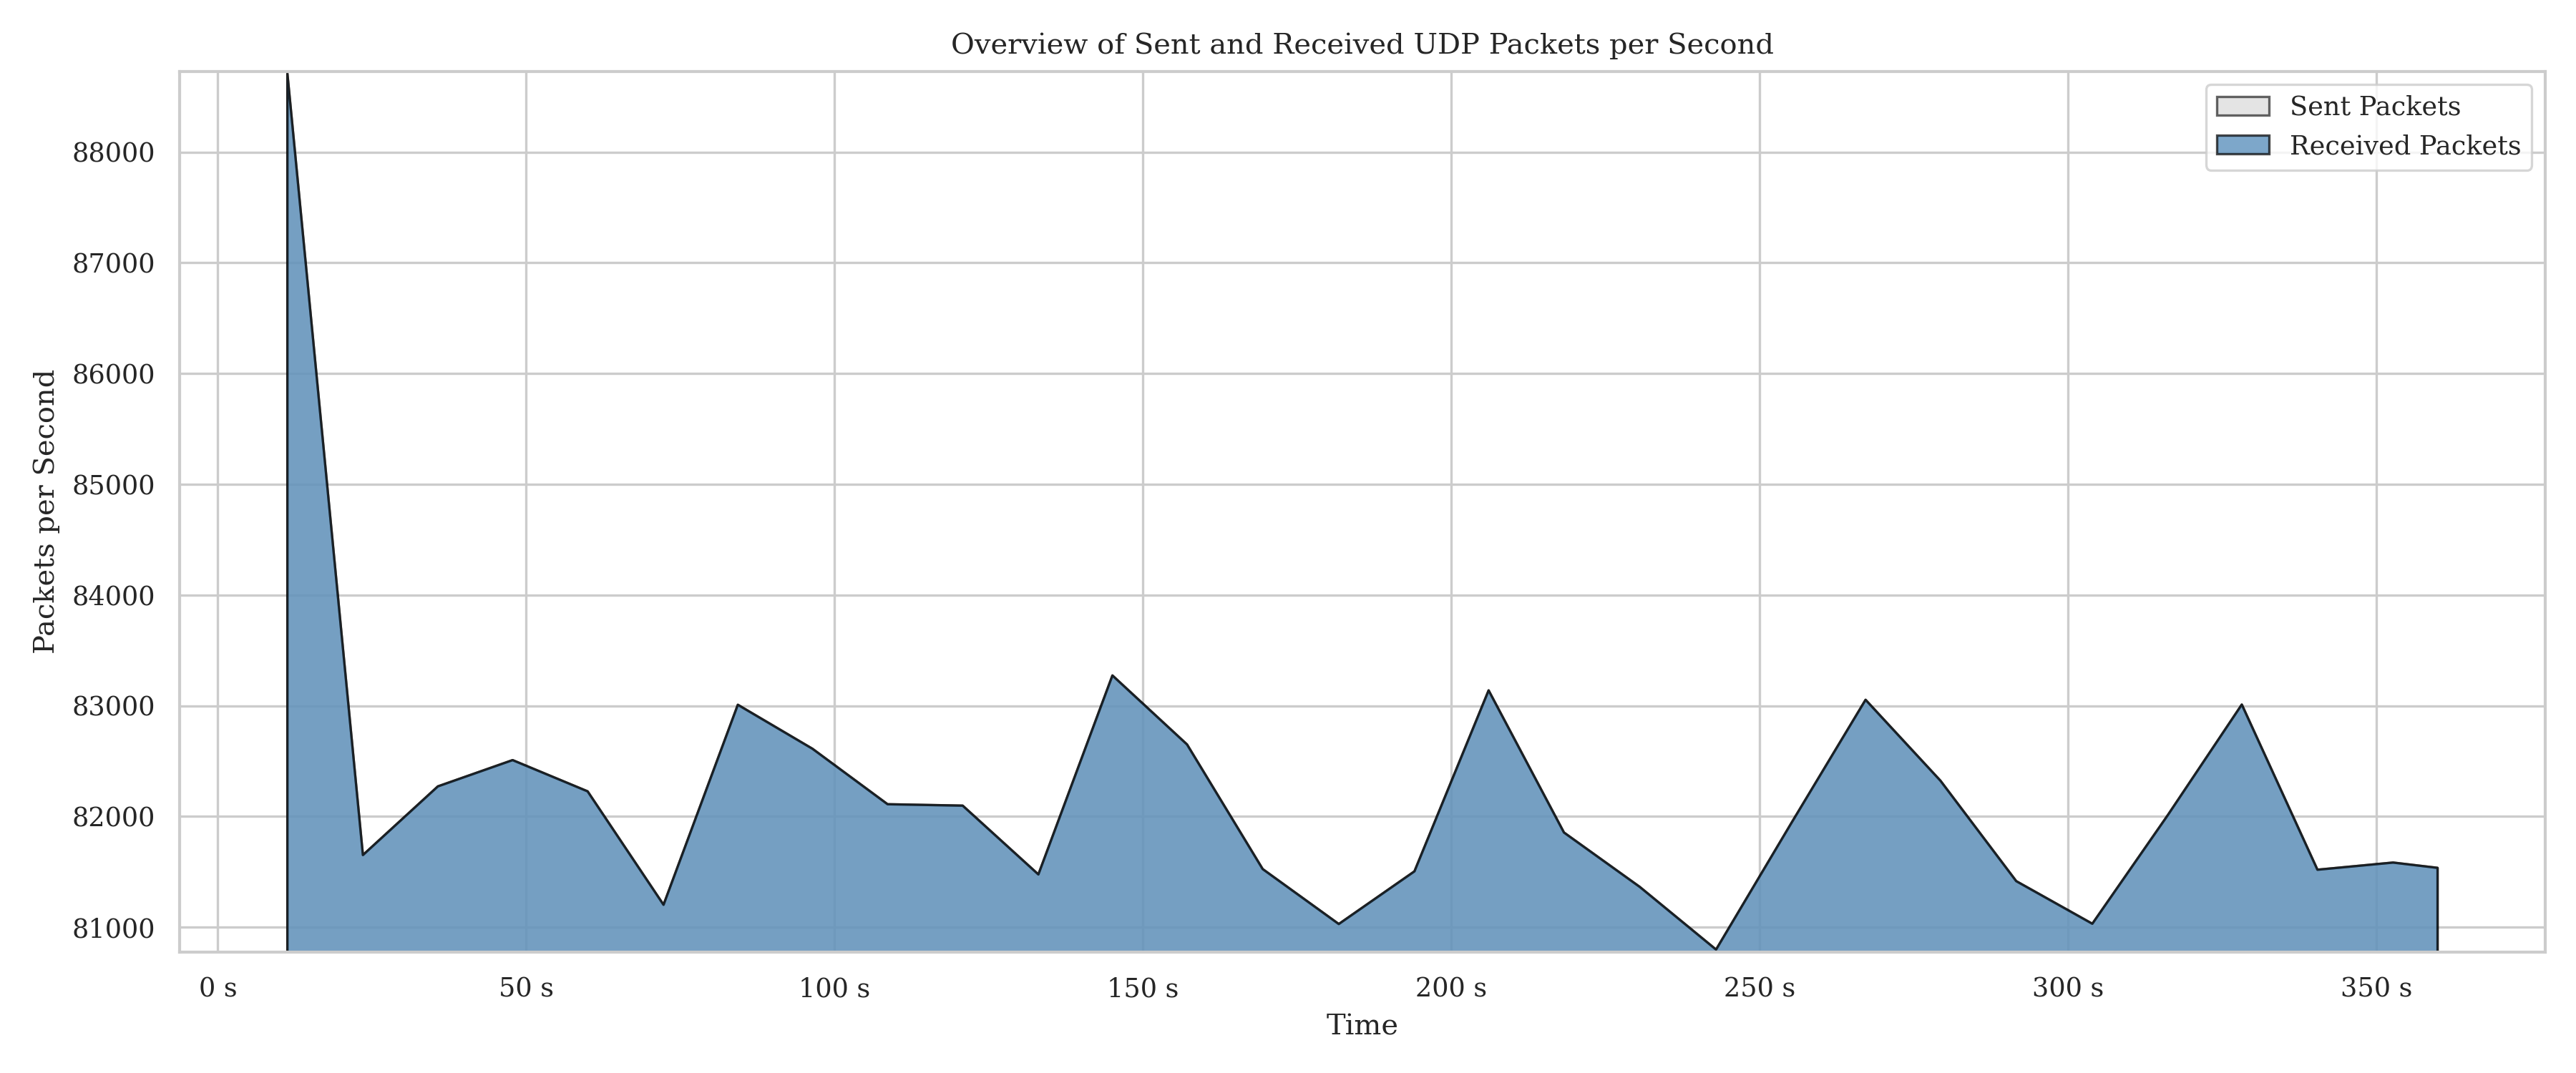 Overview of Sent and Received UDP Packets per Second
Sent Packets
Received Packets
Packets per Second
88000
87000
86000
85000
84000
83000
82000
81000
0 s 50 s 100 s 150 s 200 s 250 s 300 s 350 s
Time